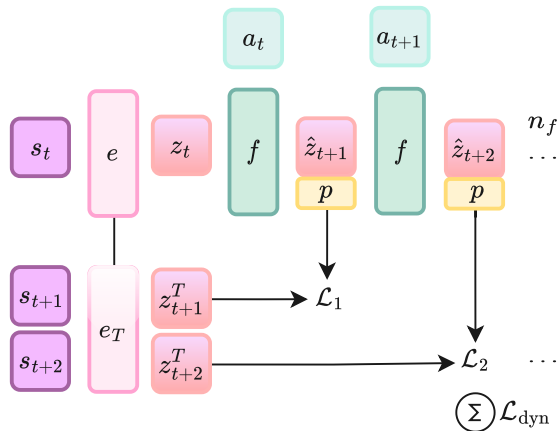 a_t a_{t+1}
s_t e z_t f ẑ_{t+1} f ẑ_{t+2} n_f ...
p p
s_{t+1} z^T_{t+1} ℒ_1
e_T
s_{t+2} z^T_{t+2} ℒ_2 ...
Σ ℒ_dyn